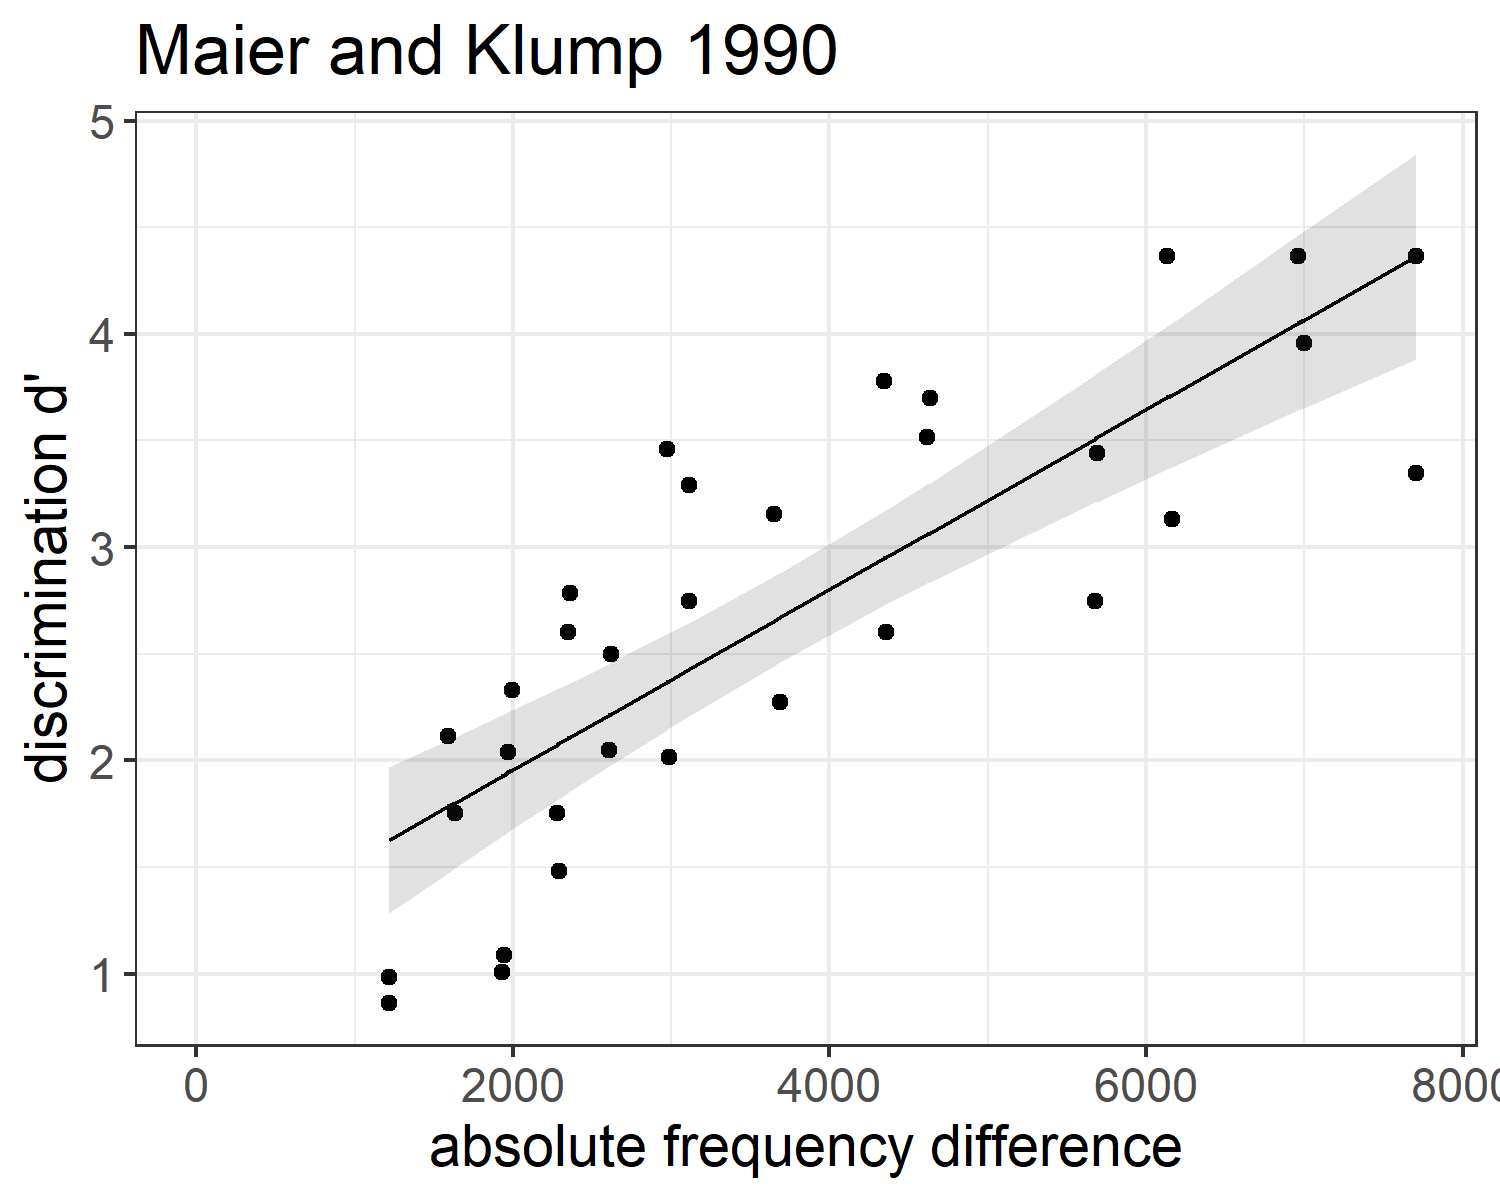 Maier and Klump 1990
discrimination d'
5
4
3
2
1
0 2000 4000 6000 8000
absolute frequency difference